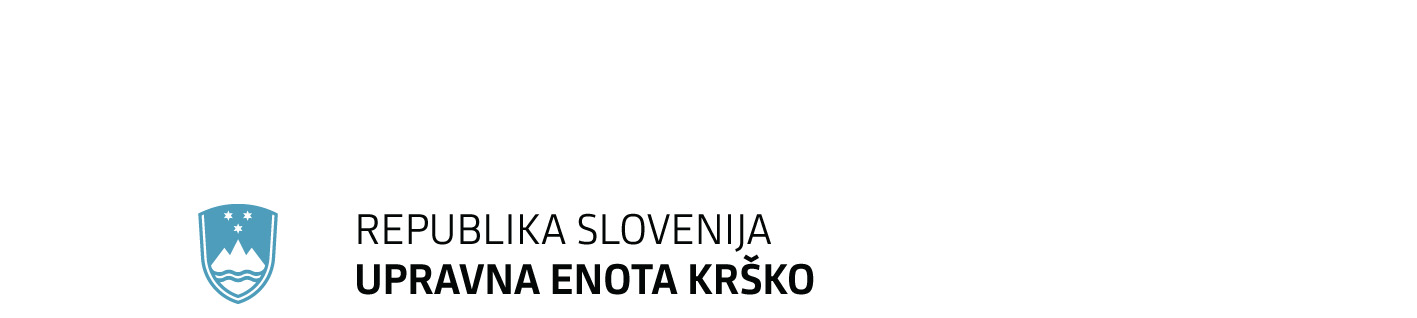 REPUBLIKA SLOVENIJA
UPRAVNA ENOTA KRŠKO